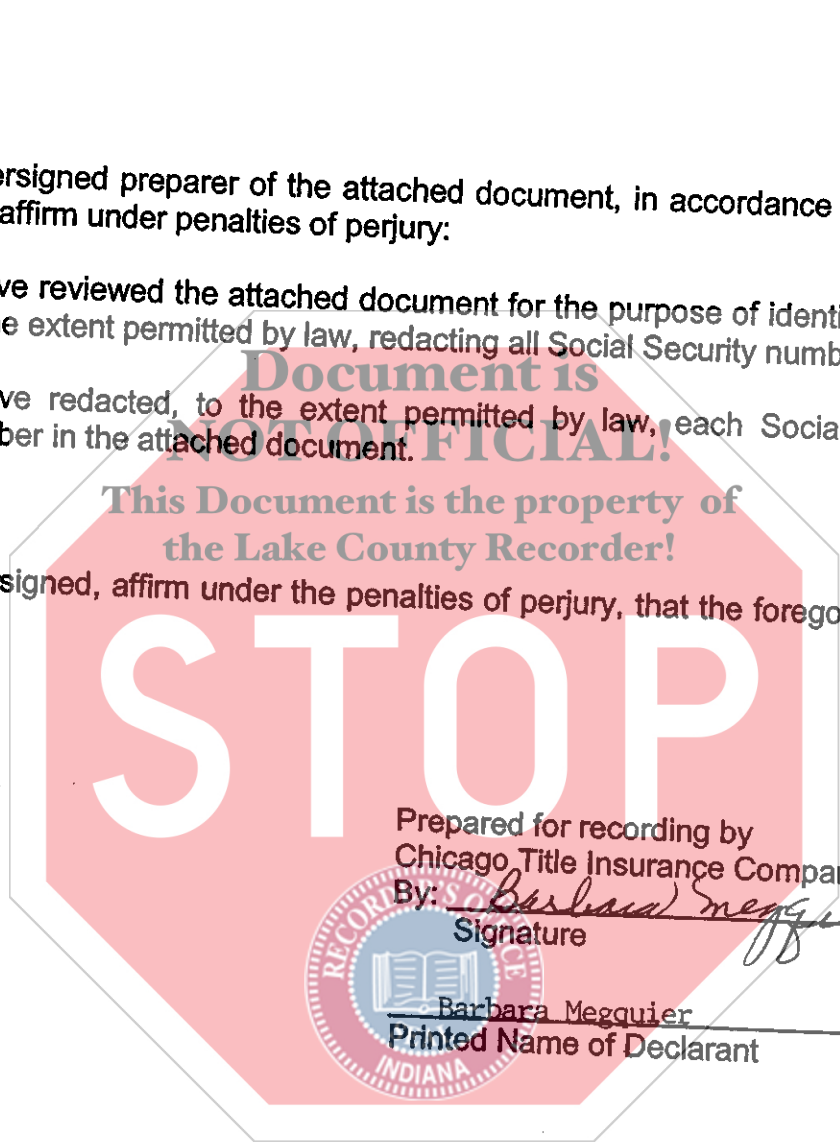 ersigned preparer of the attached document, in accordance
affirm under penalties of perjury:
ve reviewed the attached document for the purpose of identi
e extent permitted by law, redacting all Social Security numb
Document is
ve redacted, to the extent permitted by law, each Socia
NOT OFFICIAL!
ber in the attached document.
This Document is the property of
the Lake County Recorder!
signed, affirm under the penalties of perjury, that the forego
STOP
Prepared for recording by
Chicago Title Insurance Compa
By: Barbara Megqu
Signature
RECORDER'S OFFICE
Barbara Megquier
Printed Name of Declarant
INDIANA